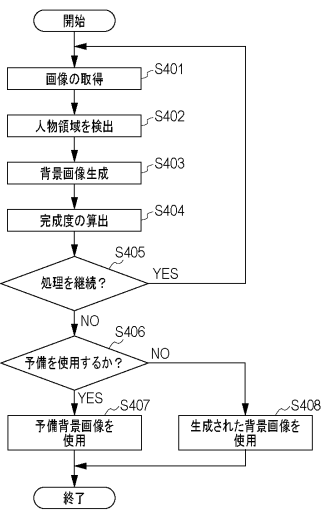 開始
画像の取得
S401
人物領域を検出
S402
背景画像生成
S403
完成度の算出
S404
S405
処理を継続?
YES
NO
S406
予備を使用するか?
NO
YES
S407
予備背景画像を
使用
S408
生成された背景画像を
使用
終了